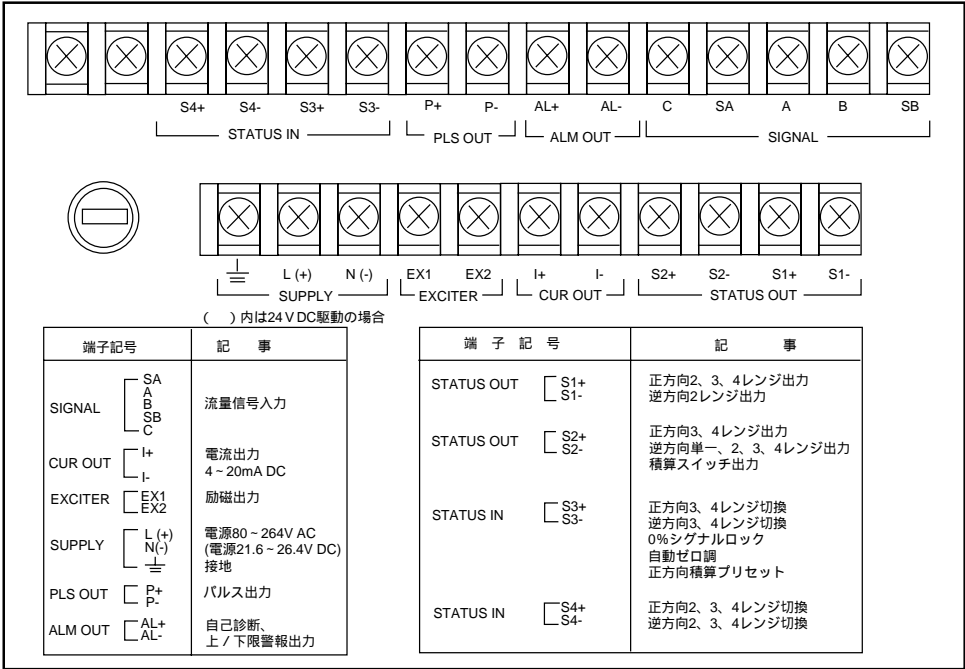 S4+ S4- S3+ S3- P+ P- AL+ AL- C SA A B SB
STATUS IN PLS OUT ALM OUT SIGNAL
L (+) N (-) EX1 EX2 I+ I- S2+ S2- S1+ S1-
SUPPLY EXCITER CUR OUT STATUS OUT
(　) 内は24 V DC駆動の場合
端子記号 記 事
SIGNAL
SA
A
B
SB
C
流量信号入力
CUR OUT
I+
I-
電流出力
4~20mA DC
EXCITER
EX1
EX2
励磁出力
SUPPLY
L (+)
N(-)
電源80~264V AC
(電源21.6~26.4V DC)
接地
PLS OUT
P+
P-
パルス出力
ALM OUT
AL+
AL-
自己診断、
上/下限警報出力
端 子 記 号 記 事
STATUS OUT
S1+
S1-
正方向2、3、4レンジ出力
逆方向2レンジ出力
STATUS OUT
S2+
S2-
正方向3、4レンジ出力
逆方向単一、2、3、4レンジ出力
積算スイッチ出力
STATUS IN
S3+
S3-
正方向3、4レンジ切換
逆方向3、4レンジ切換
0%シグナルロック
自動ゼロ調
正方向積算プリセット
STATUS IN
S4+
S4-
正方向2、3、4レンジ切換
逆方向2、3、4レンジ切換